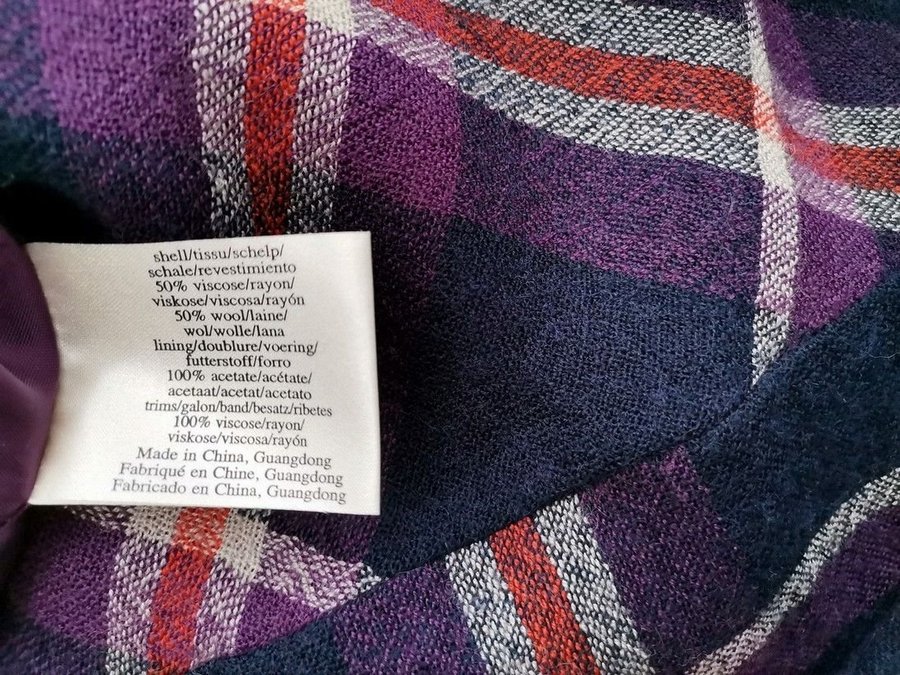 shell/tissu/schelp/
schale/revestimiento
50% viscose/rayon/
viskose/viscosa/rayón
50% wool/laine/
wol/wolle/lana
lining/doublure/voering/
futterstoff/forro
100% acetate/acétate/
acetaat/acetat/acetato
trims/galon/band/besatz/ribetes
100% viscose/rayon/
viskose/viscosa/rayón
Made in China, Guangdong
Fabriqué en Chine, Guangdong
Fabricado en China, Guangdong